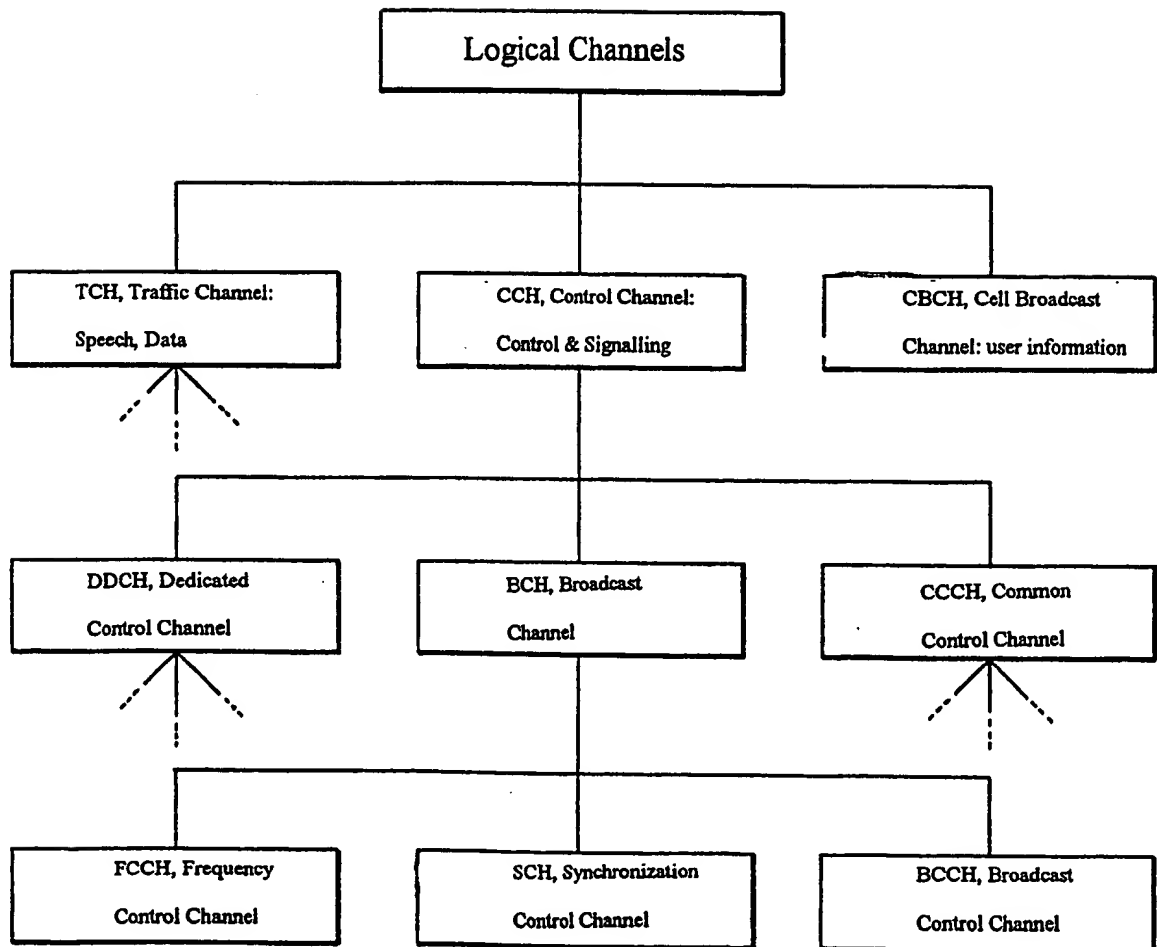 Logical Channels
TCH, Traffic Channel:
Speech, Data
CCH, Control Channel:
Control & Signalling
CBCH, Cell Broadcast
Channel: user information
DDCH, Dedicated
Control Channel
BCH, Broadcast
Channel
CCCH, Common
Control Channel
FCCH, Frequency
Control Channel
SCH, Synchronization
Control Channel
BCCH, Broadcast
Control Channel